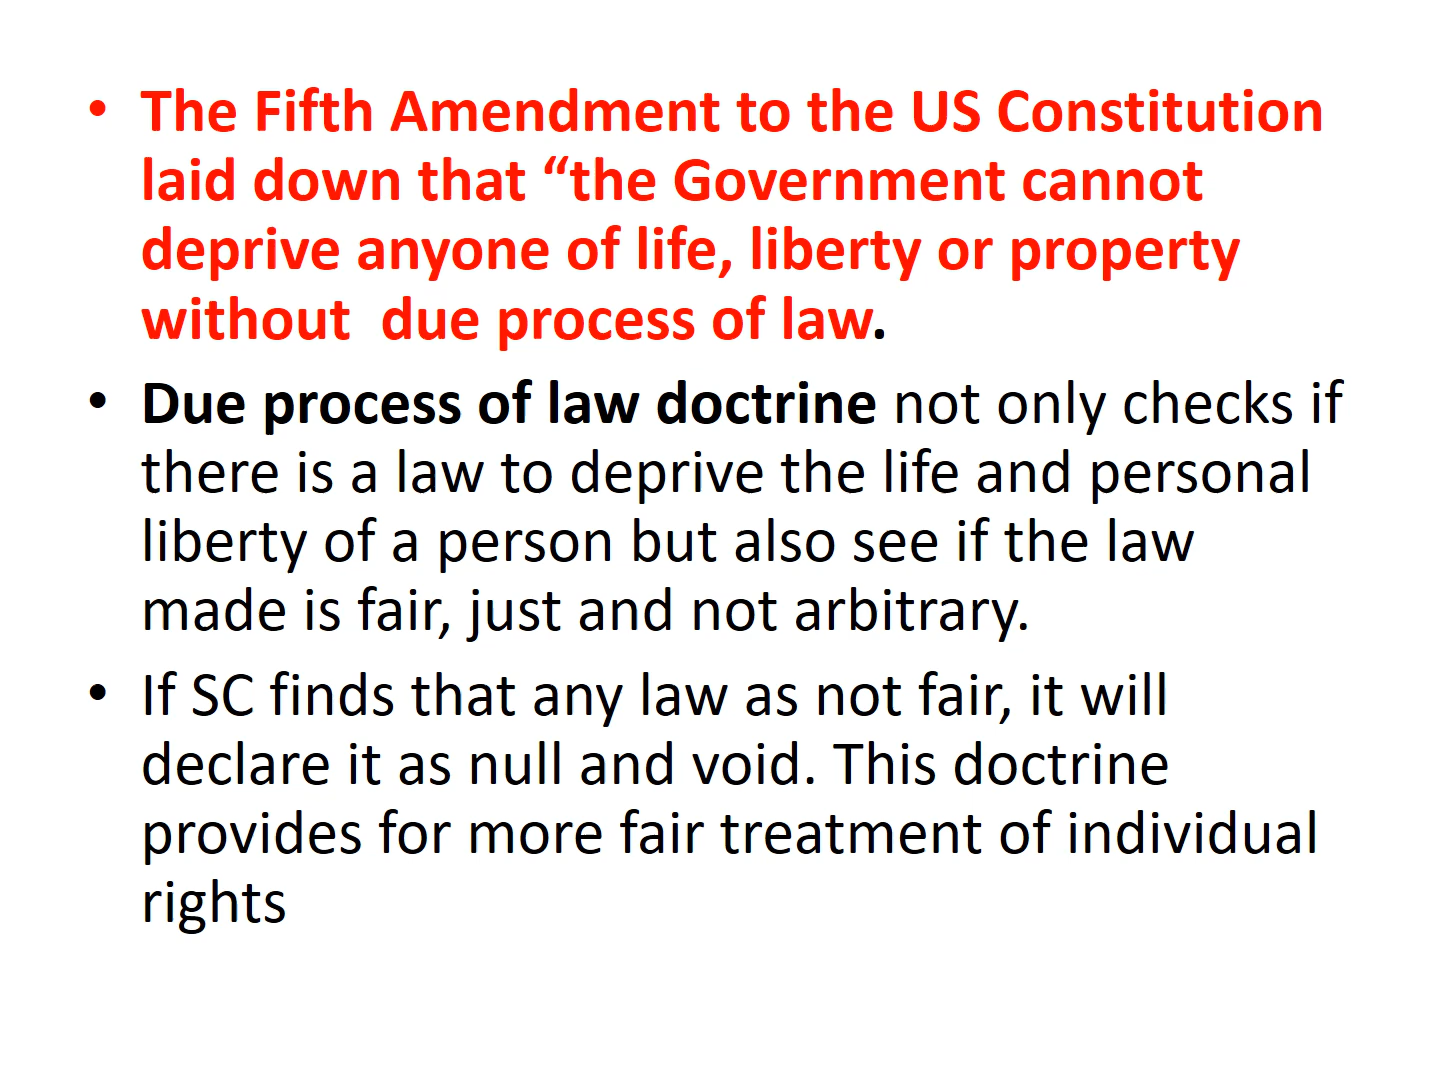 • The Fifth Amendment to the US Constitution
laid down that “the Government cannot
deprive anyone of life, liberty or property
without  due process of law.
• Due process of law doctrine not only checks if
there is a law to deprive the life and personal
liberty of a person but also see if the law
made is fair, just and not arbitrary.
• If SC finds that any law as not fair, it will
declare it as null and void. This doctrine
provides for more fair treatment of individual
rights